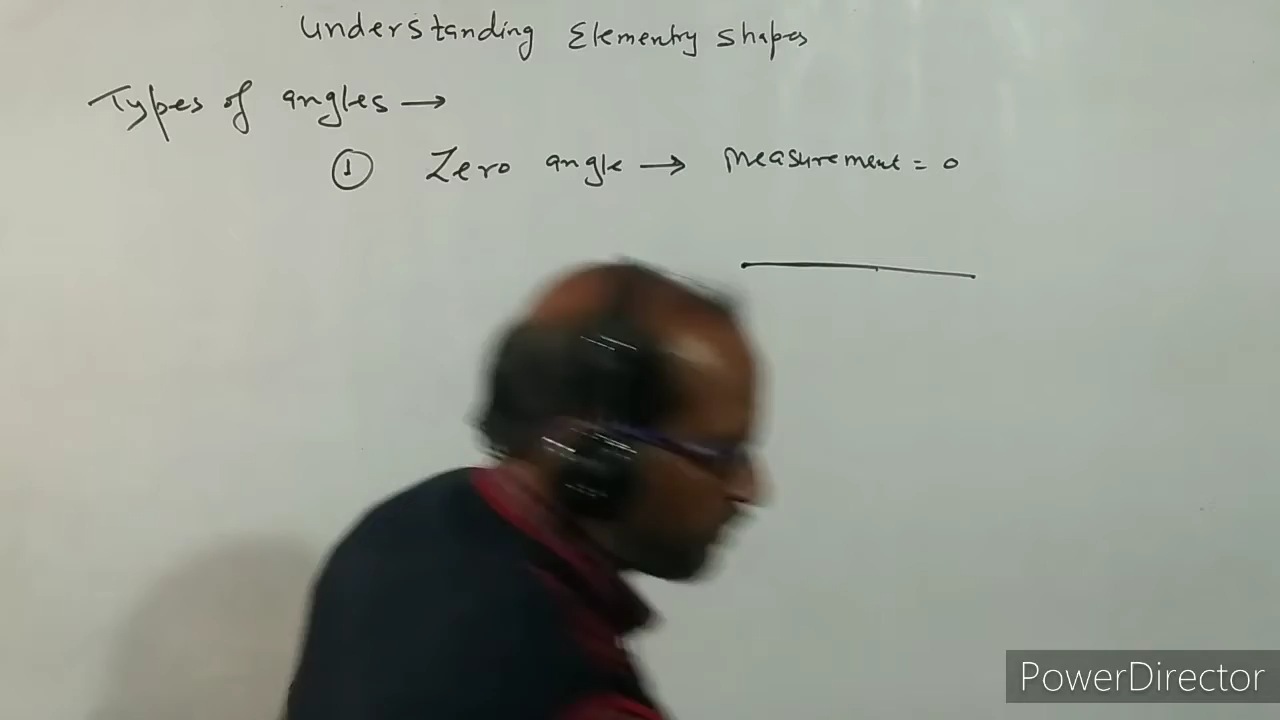 Understanding Elementry shapes
Types of angles →
① Zero angle → measurement = 0
PowerDirector